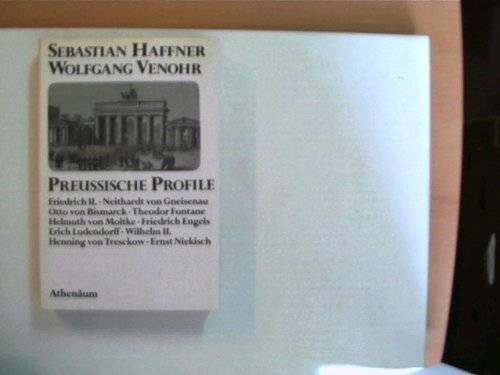 SEBASTIAN HAFFNER
WOLFGANG VENOHR
PREUSSISCHE PROFILE
Friedrich II. · Neithardt von Gneisenau
Otto von Bismarck · Theodor Fontane
Helmuth von Moltke · Friedrich Engels
Erich Ludendorff · Wilhelm II.
Henning von Tresckow · Ernst Niekisch
Athenäum